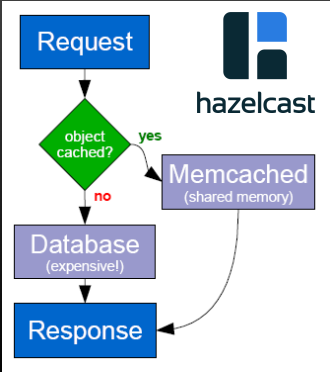 Request
hazelcast
object
cached?
yes
Memcached
(shared memory)
no
Database
(expensive!)
Response